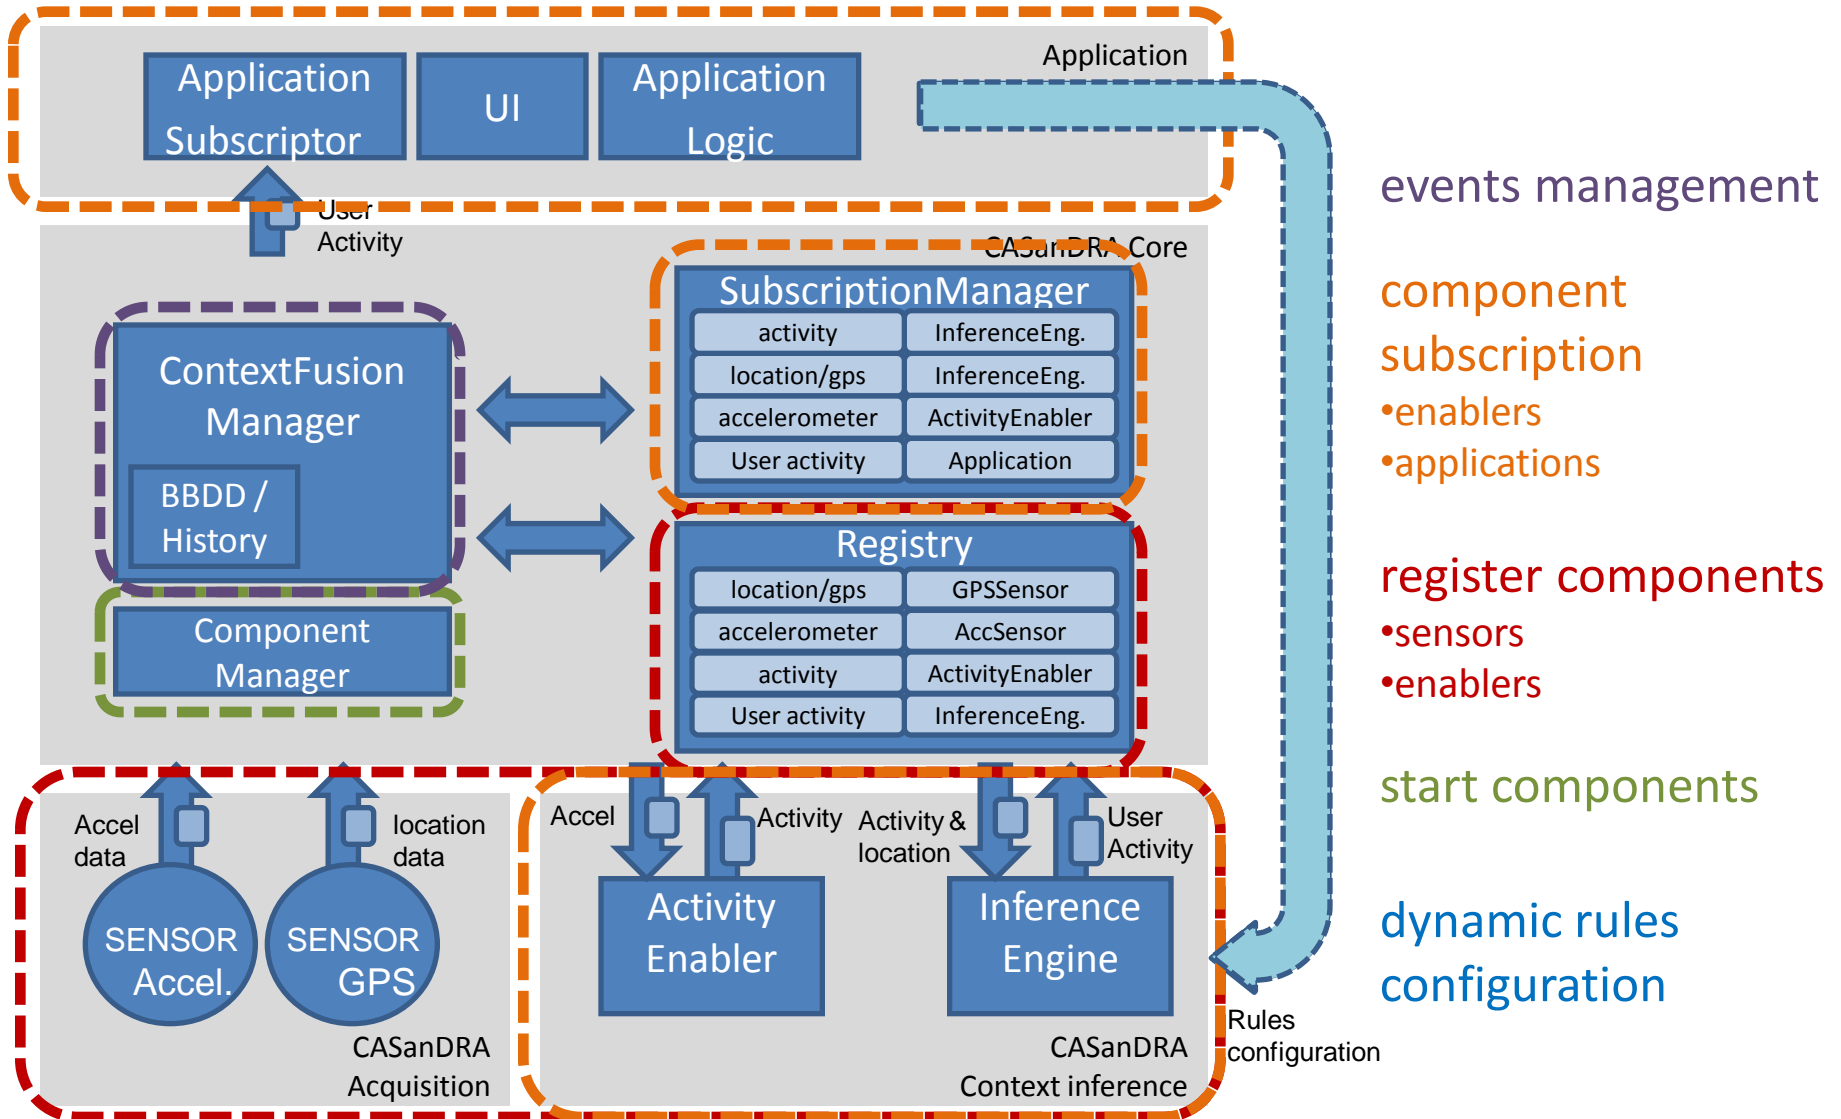 Application
Application
Subscriptor
UI
Application
Logic
User
Activity
CASanDRA Core
ContextFusion
Manager
BBDD /
History
Component
Manager
SubscriptionManager
activity InferenceEng.
location/gps InferenceEng.
accelerometer ActivityEnabler
User activity Application
Registry
location/gps GPSSensor
accelerometer AccSensor
activity ActivityEnabler
User activity InferenceEng.
Accel
data
location
data
SENSOR
Accel.
SENSOR
GPS
CASanDRA
Acquisition
Accel
Activity
Activity &
location
User
Activity
Activity
Enabler
Inference
Engine
CASanDRA
Context inference
Rules
configuration
events management
component
subscription
•enablers
•applications
register components
•sensors
•enablers
start components
dynamic rules
configuration